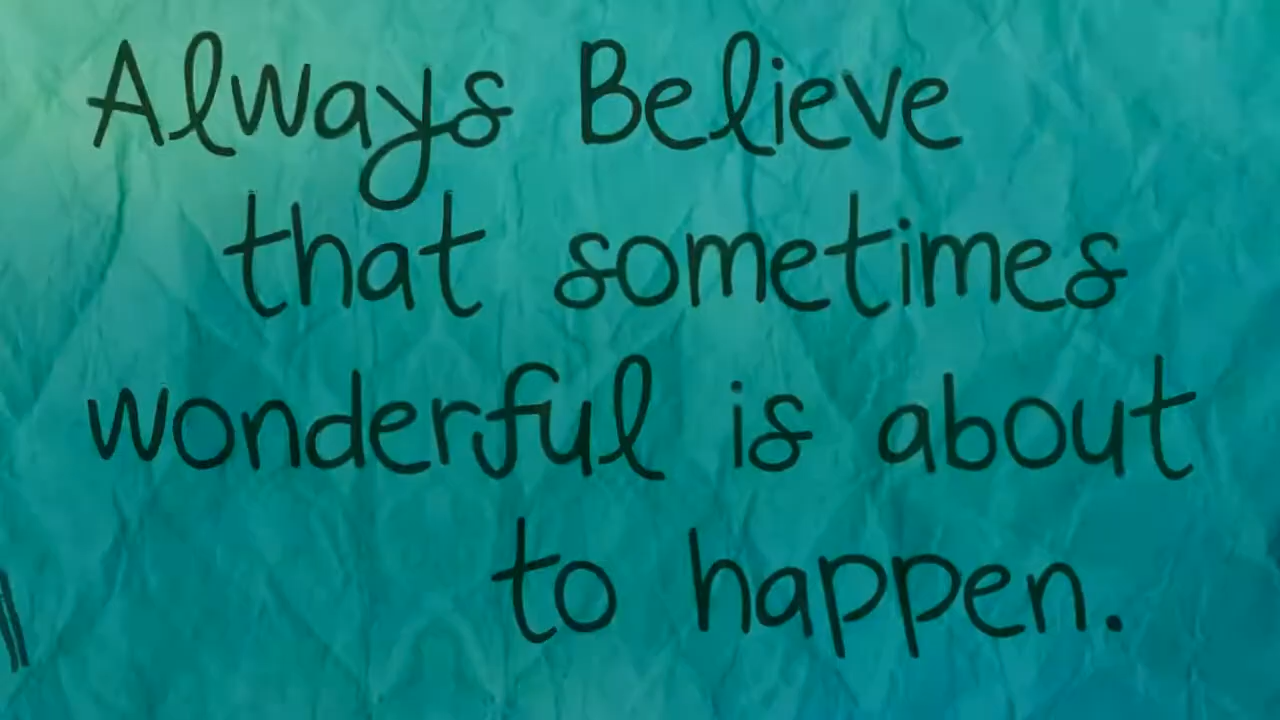 Always Believe
that sometimes
wonderful is about
to happen.